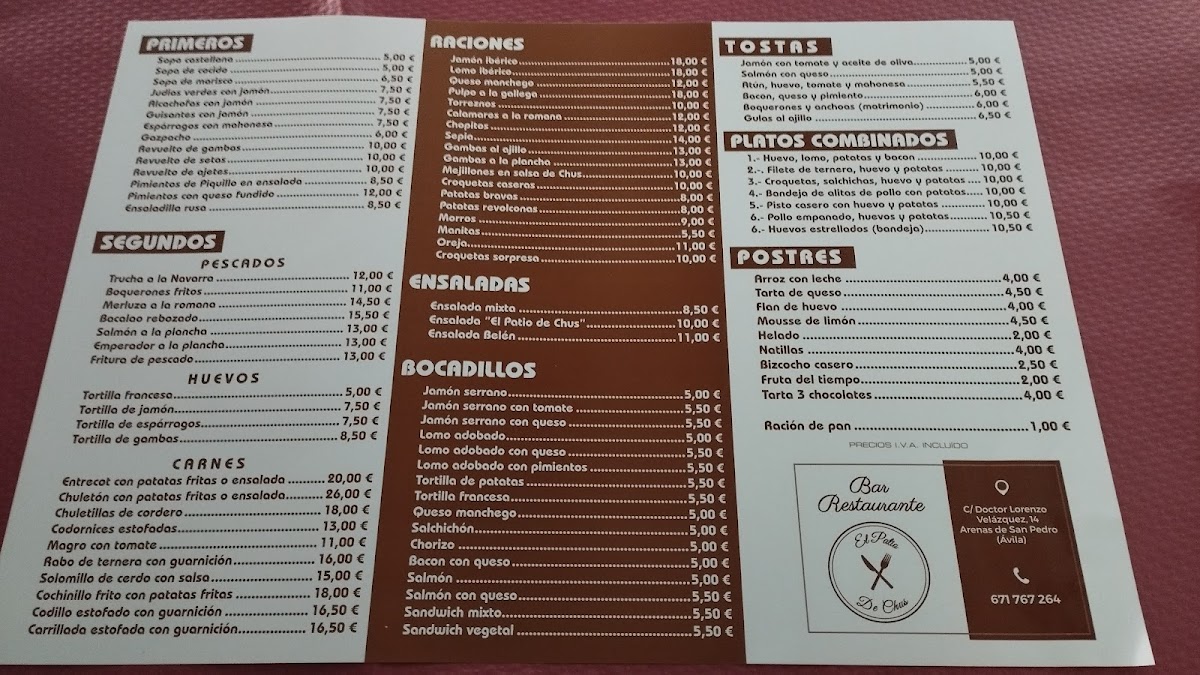 PRIMEROS
Sopa castellana 5,00 €
Sopa de cocido 5,00 €
Sopa de marisco 6,50 €
Judías verdes con jamón 7,50 €
Alcachofas con jamón 7,50 €
Guisantes con jamón 7,50 €
Espárragos con mahonesa 7,50 €
Gazpacho 6,00 €
Revuelto de gambas 10,00 €
Revuelto de setas 10,00 €
Revuelto de ajetes 10,00 €
Pimientos de Piquillo en ensalada 8,50 €
Pimientos con queso fundido 12,00 €
Ensaladilla rusa 8,50 €
SEGUNDOS
PESCADOS
Trucha a la Navarra 12,00 €
Boquerones fritos 11,00 €
Merluza a la romana 14,50 €
Bacalao rebozado 15,50 €
Salmón a la plancha 13,00 €
Emperador a la plancha 13,00 €
Fritura de pescado 13,00 €
HUEVOS
Tortilla francesa 5,00 €
Tortilla de jamón 7,50 €
Tortilla de espárragos 7,50 €
Tortilla de gambas 8,50 €
CARNES
Entrecot con patatas fritas o ensalada 20,00 €
Chuletón con patatas fritas o ensalada 26,00 €
Chuletillas de cordero 18,00 €
Codornices estofadas 13,00 €
Magro con tomate 11,00 €
Rabo de ternera con guarnición 16,00 €
Solomillo de cerdo con salsa 15,00 €
Cochinillo frito con patatas fritas 18,00 €
Codillo estofado con guarnición 16,50 €
Carrillada estofada con guarnición 16,50 €
RACIONES
Jamón ibérico 18,00 €
Lomo ibérico 18,00 €
Queso manchego 12,00 €
Pulpo a la gallega 18,00 €
Torreznos 10,00 €
Calamares a la romana 12,00 €
Chopitos 12,00 €
Sepia 14,00 €
Gambas al ajillo 13,00 €
Gambas a la plancha 13,00 €
Mejillones en salsa de Chus 10,00 €
Croquetas caseras 10,00 €
Patatas bravas 8,00 €
Patatas revolconas 8,00 €
Morros 9,00 €
Manitas 5,50 €
Oreja 11,00 €
Croquetas sorpresa 10,00 €
ENSALADAS
Ensalada mixta 8,50 €
Ensalada "El Patio de Chus" 10,00 €
Ensalada Belén 11,00 €
BOCADILLOS
Jamón serrano 5,00 €
Jamón serrano con tomate 5,50 €
Jamón serrano con queso 5,50 €
Lomo adobado 5,00 €
Lomo adobado con queso 5,50 €
Lomo adobado con pimientos 5,50 €
Tortilla de patatas 5,50 €
Tortilla francesa 5,50 €
Queso manchego 5,00 €
Salchichón 5,00 €
Chorizo 5,00 €
Bacon con queso 5,50 €
Salmón 5,00 €
Salmón con queso 5,50 €
Sandwich mixto 5,50 €
Sandwich vegetal 5,50 €
TOSTAS
Jamón con tomate y aceite de oliva 5,00 €
Salmón con queso 5,00 €
Atún, huevo, tomate y mahonesa 5,50 €
Bacon, queso y pimiento 6,00 €
Boquerones y anchoas (matrimonio) 6,00 €
Gulas al ajillo 6,50 €
PLATOS COMBINADOS
1.- Huevo, lomo, patatas y bacon 10,00 €
2.-. Filete de ternera, huevo y patatas 10,00 €
3.- Croquetas, salchichas, huevo y patatas 10,00 €
4.- Bandeja de alitas de pollo con patatas 10,00 €
5.- Pisto casero con huevo y patatas 10,00 €
6.- Pollo empanado, huevos y patatas 10,50 €
6.- Huevos estrellados (bandeja) 10,50 €
POSTRES
Arroz con leche 4,00 €
Tarta de queso 4,50 €
Flan de huevo 4,00 €
Mousse de limón 4,50 €
Helado 2,00 €
Natillas 4,00 €
Bizcocho casero 2,50 €
Fruta del tiempo 2,00 €
Tarta 3 chocolates 4,00 €
Ración de pan 1,00 €
PRECIOS I.V.A. INCLUÍDO
Bar
Restaurante
El Patio
De Chus
C/ Doctor Lorenzo
Velázquez, 14
Arenas de San Pedro
(Ávila)
671 767 264